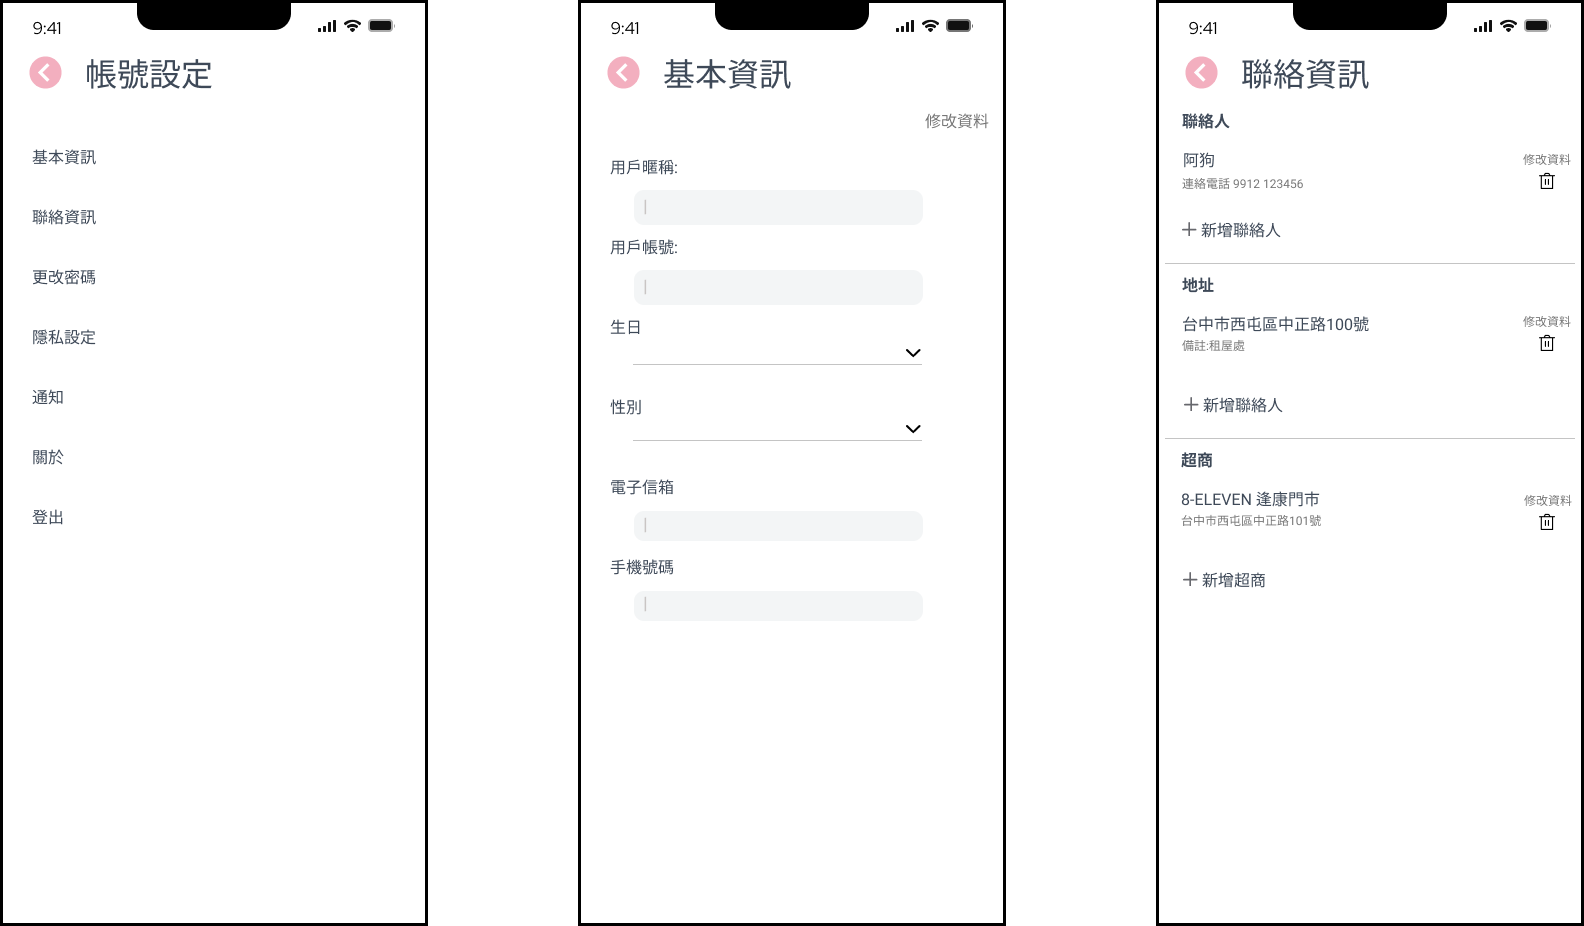 9:41
帳號設定
基本資訊
聯絡資訊
更改密碼
隱私設定
通知
關於
登出
9:41
基本資訊
修改資料
用戶暱稱:
用戶帳號:
生日
性別
電子信箱
手機號碼
9:41
聯絡資訊
聯絡人
阿狗
修改資料
連絡電話 9912 123456
新增聯絡人
地址
台中市西屯區中正路100號
修改資料
備註:租屋處
新增聯絡人
超商
8-ELEVEN 逢康門市
修改資料
台中市西屯區中正路101號
新增超商